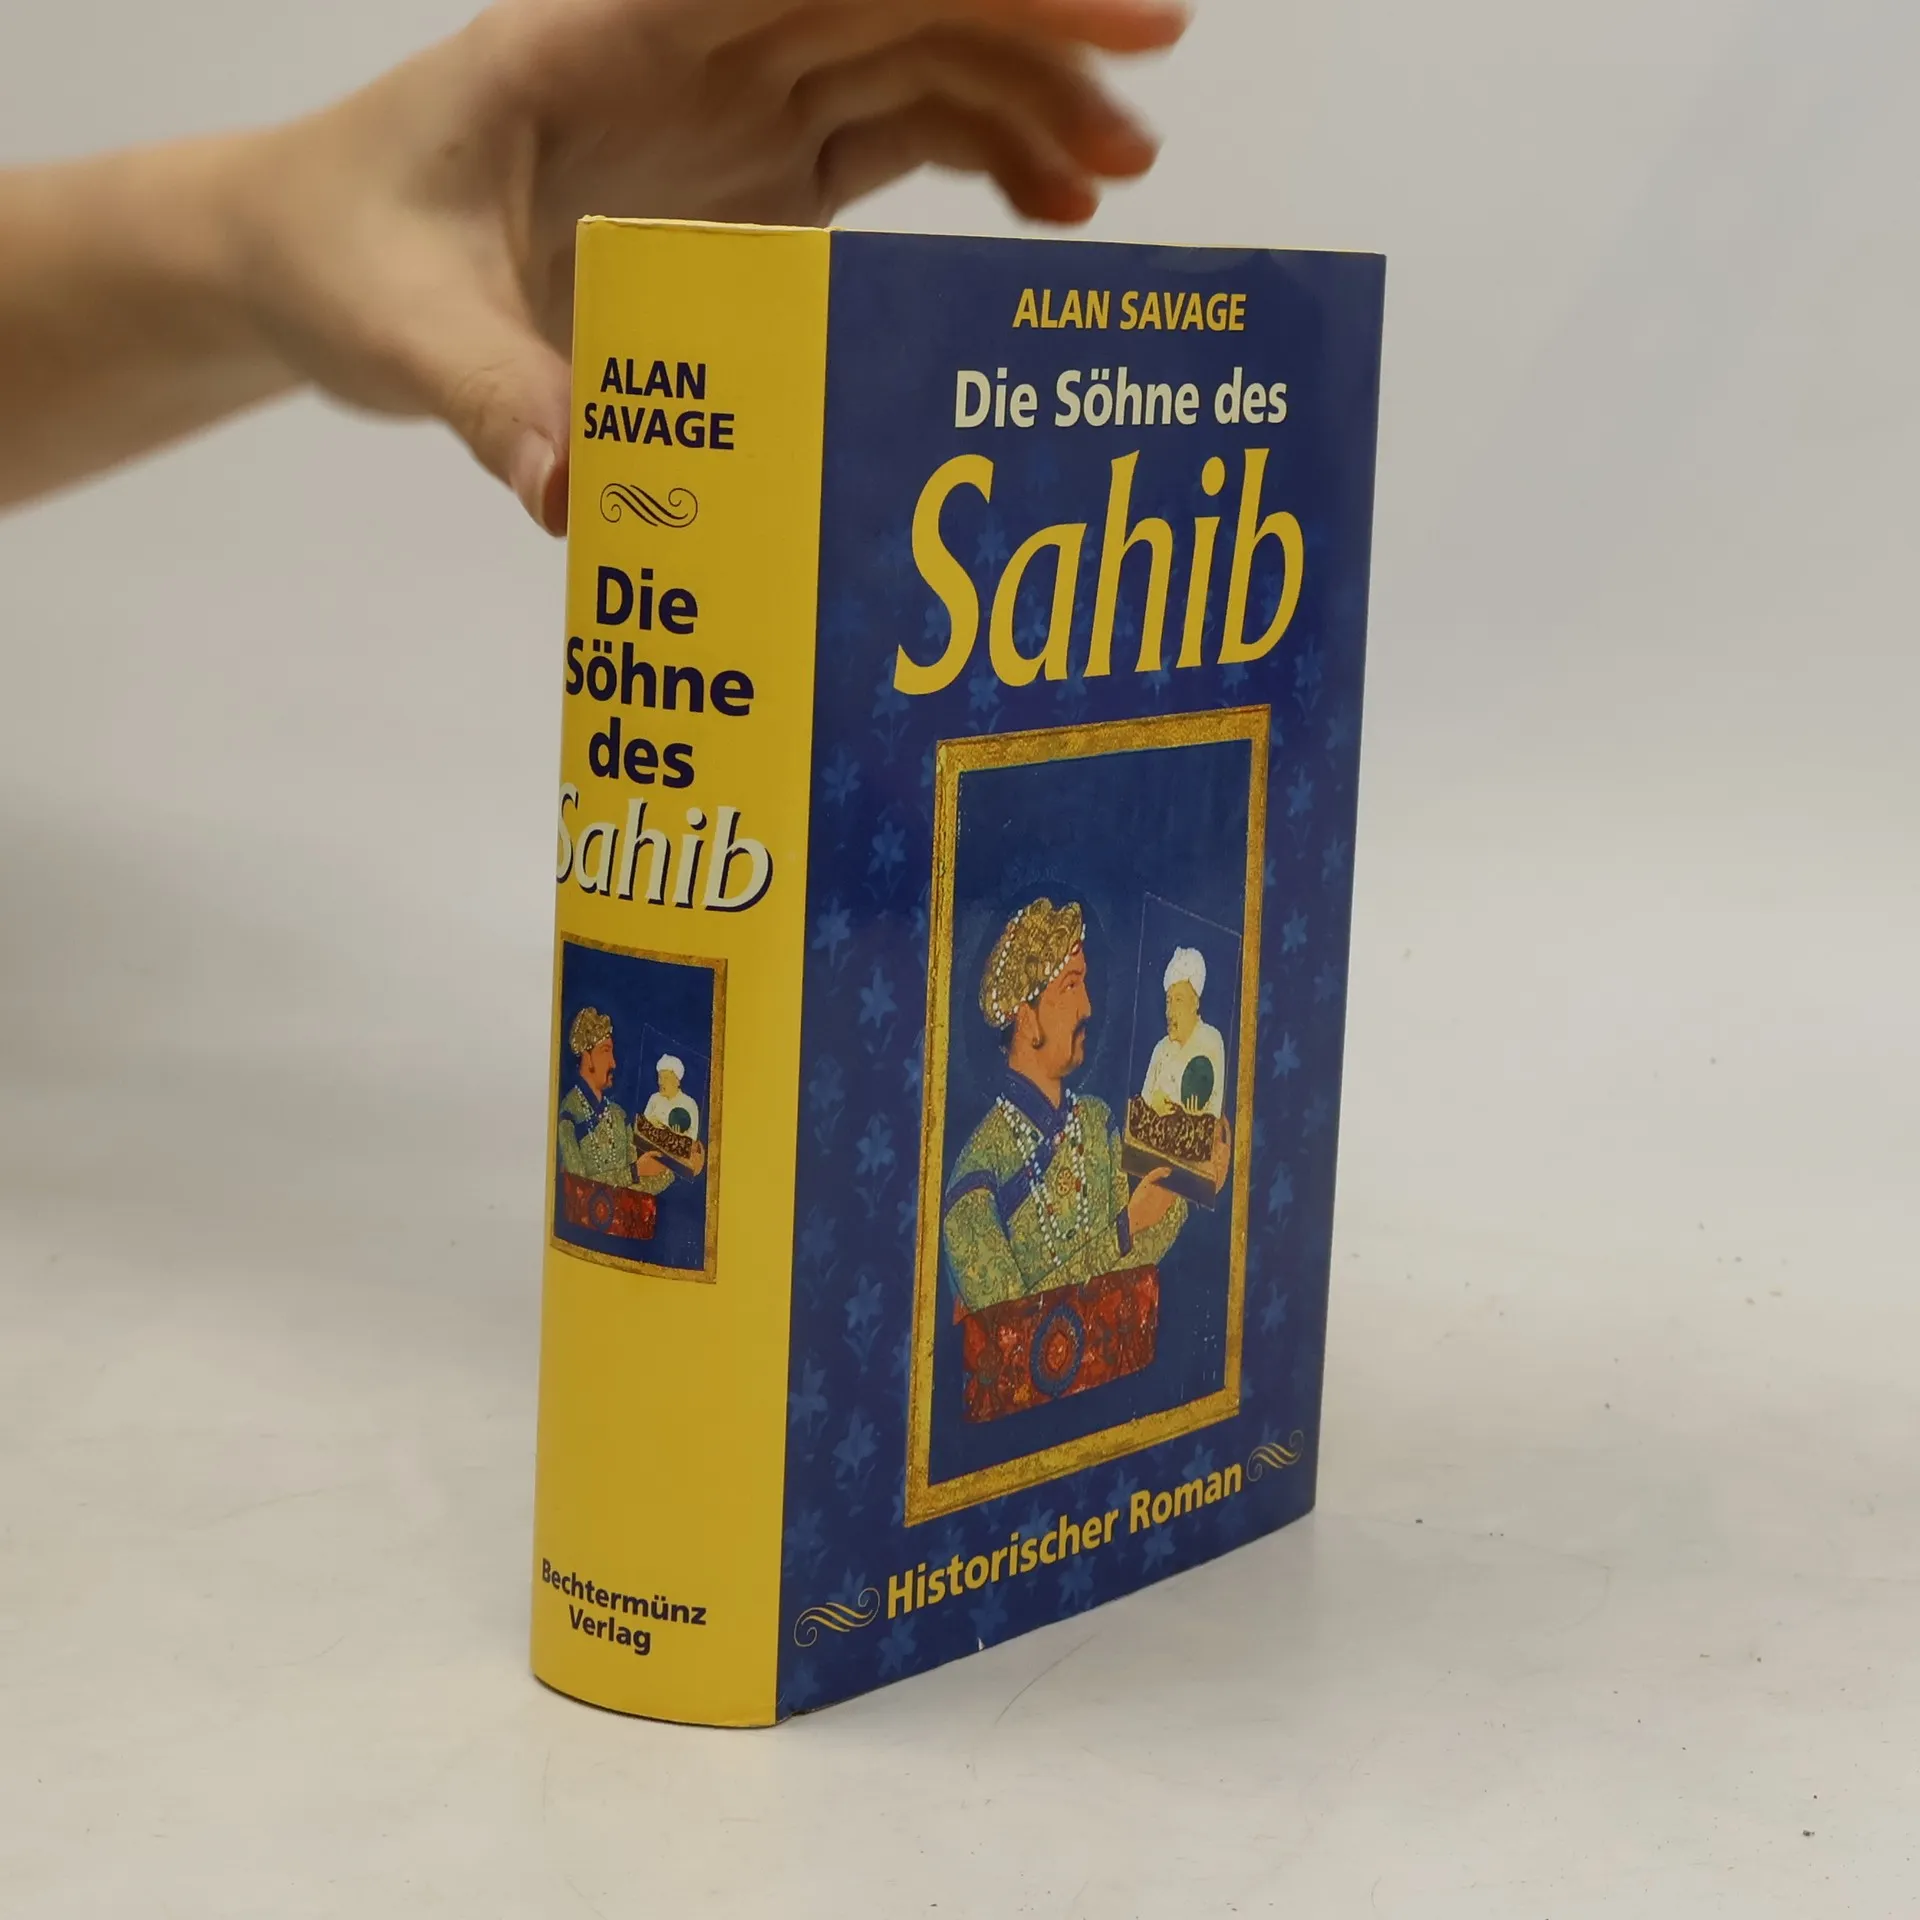 ALAN
SAVAGE
Die
Söhne
des
Sahib
Bechtermünz
Verlag
ALAN SAVAGE
Die Söhne des
Sahib
Historischer Roman